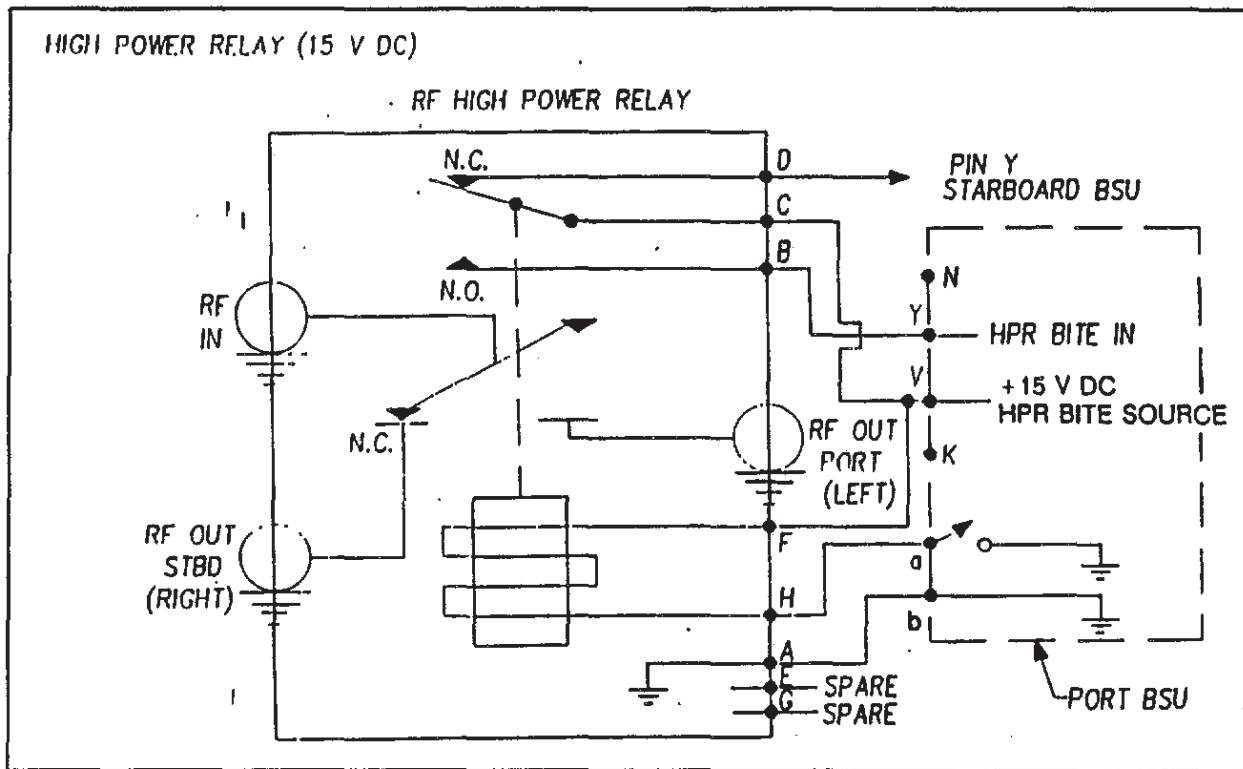 HIGH POWER RELAY (15 V DC)
RF HIGH POWER RELAY
N.C.
D
PIN Y
STARBOARD BSU
C
B
N
N.O.
RF
IN
Y
HPR BITE IN
V
+15 V DC
HPR BITE SOURCE
N.C.
K
RF OUT
PORT
(LEFT)
RF OUT
STBD
(RIGHT)
F
a
H
b
A
E
SPARE
G
SPARE
PORT BSU